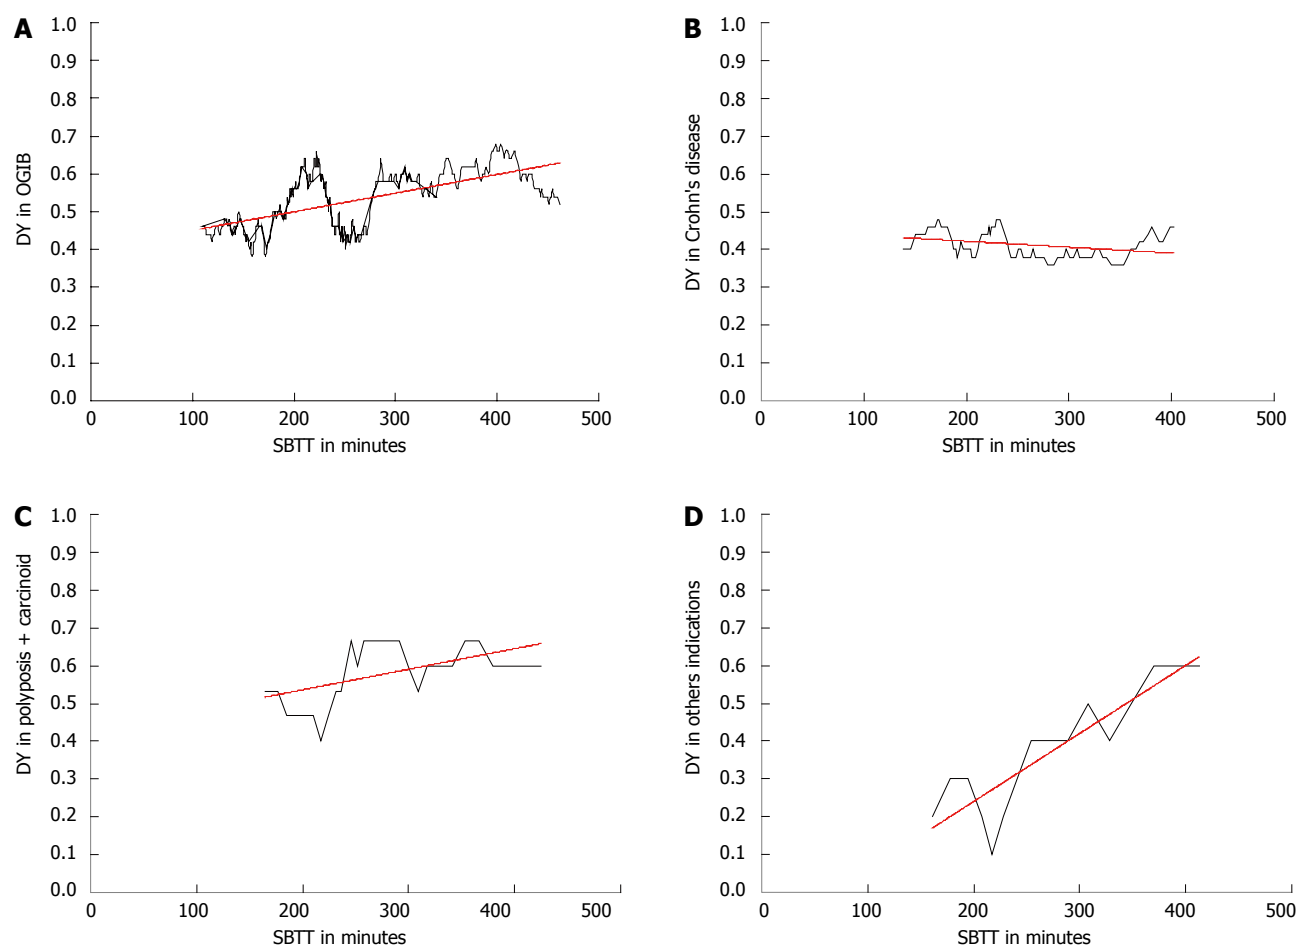 A
1.0
0.9
0.8
0.7
0.6
0.5
0.4
0.3
0.2
0.1
0.0
DY in OGIB
0 100 200 300 400 500
SBTT in minutes
B
1.0
0.9
0.8
0.7
0.6
0.5
0.4
0.3
0.2
0.1
0.0
DY in Crohn's disease
0 100 200 300 400 500
SBTT in minutes
C
1.0
0.9
0.8
0.7
0.6
0.5
0.4
0.3
0.2
0.1
0.0
DY in polyposis + carcinoid
0 100 200 300 400 500
SBTT in minutes
D
1.0
0.9
0.8
0.7
0.6
0.5
0.4
0.3
0.2
0.1
0.0
DY in others indications
0 100 200 300 400 500
SBTT in minutes